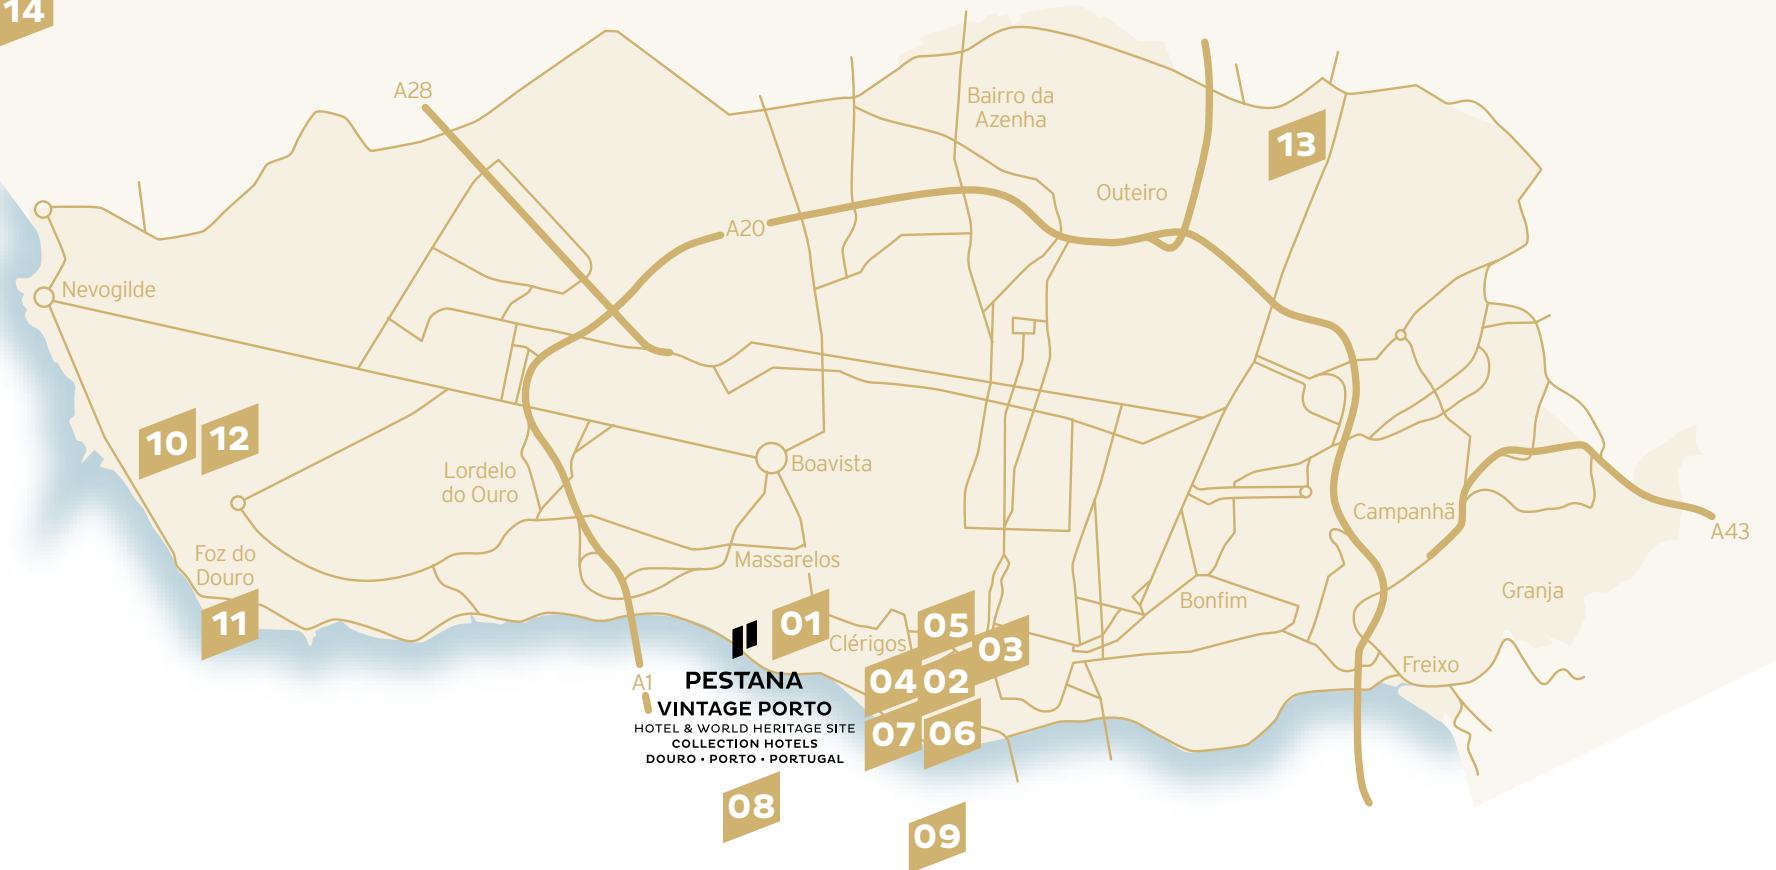 14
A28
Bairro da
Azenha
13
Outeiro
A20
Nevogilde
10
12
Lordelo
do Ouro
Boavista
Campanhã
A43
Foz do
Douro
Massarelos
Granja
Bonfim
11
01
Clérigos
05
03
Freixo
A1
04
02
07
06
PESTANA
VINTAGE PORTO
HOTEL & WORLD HERITAGE SITE
COLLECTION HOTELS
DOURO • PORTO • PORTUGAL
08
09